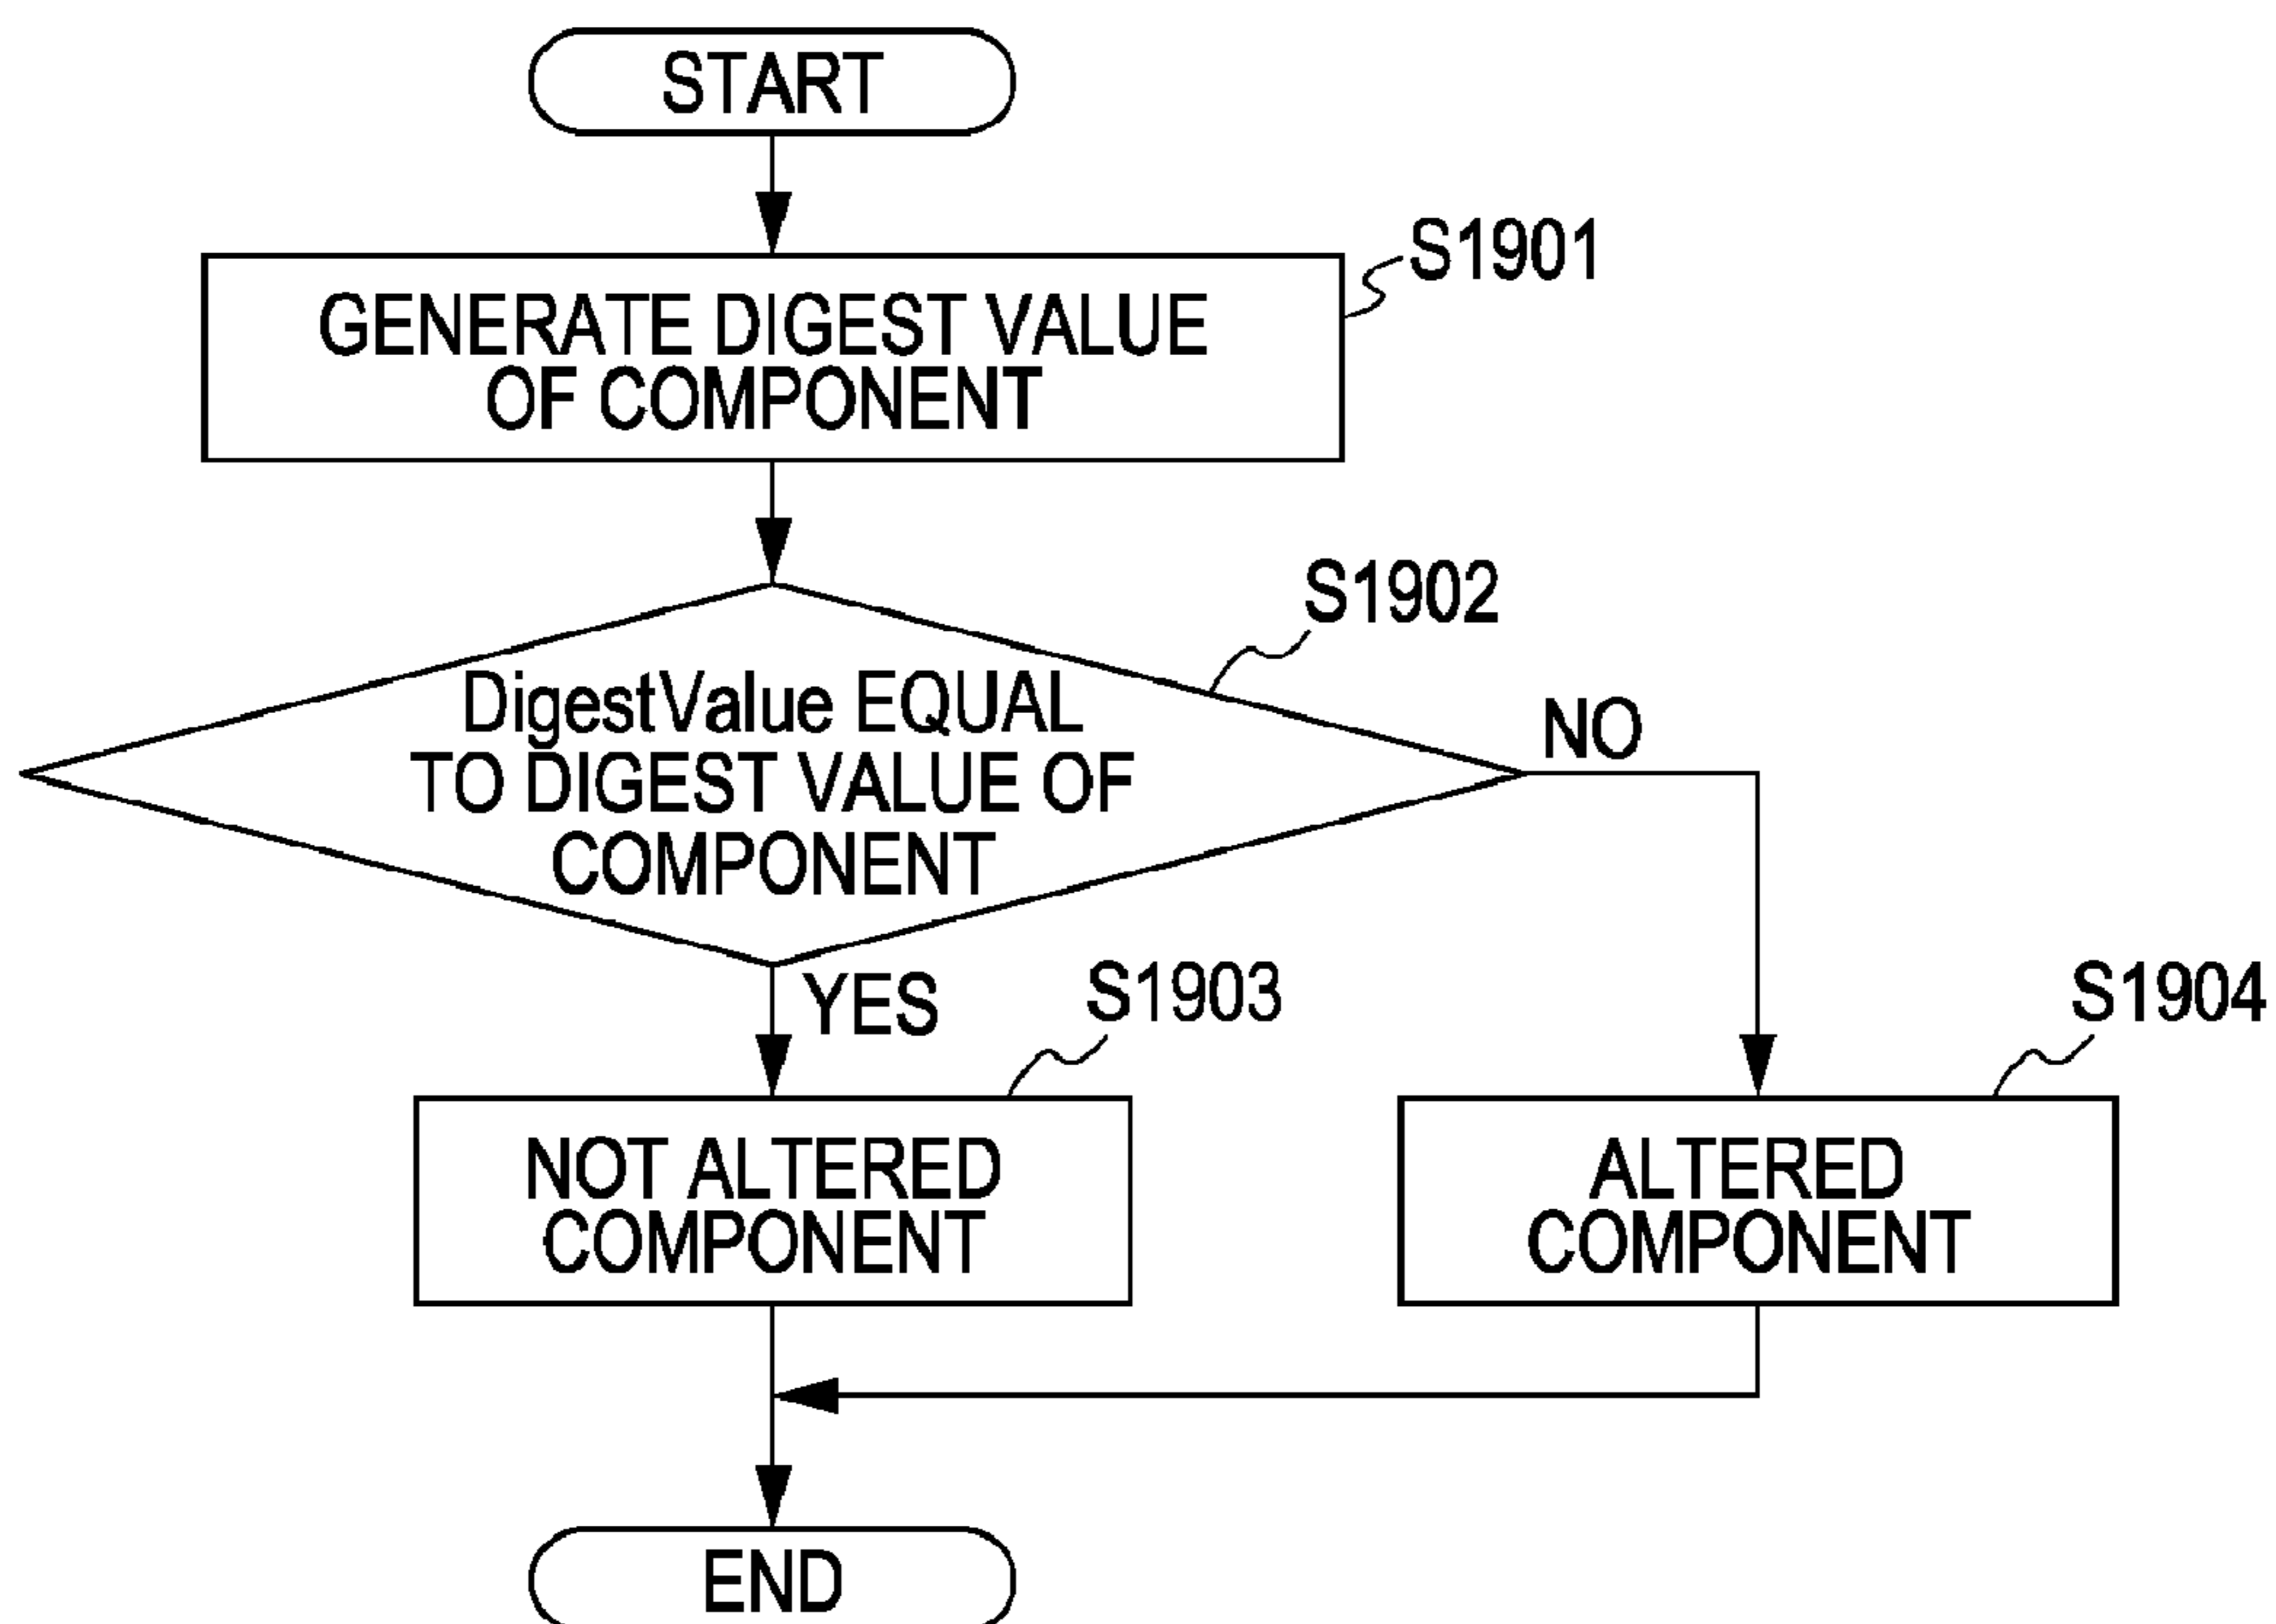 START
S1901
GENERATE DIGEST VALUE
OF COMPONENT
S1902
DigestValue EQUAL
TO DIGEST VALUE OF
COMPONENT
NO
YES
S1903
S1904
NOT ALTERED
COMPONENT
ALTERED
COMPONENT
END